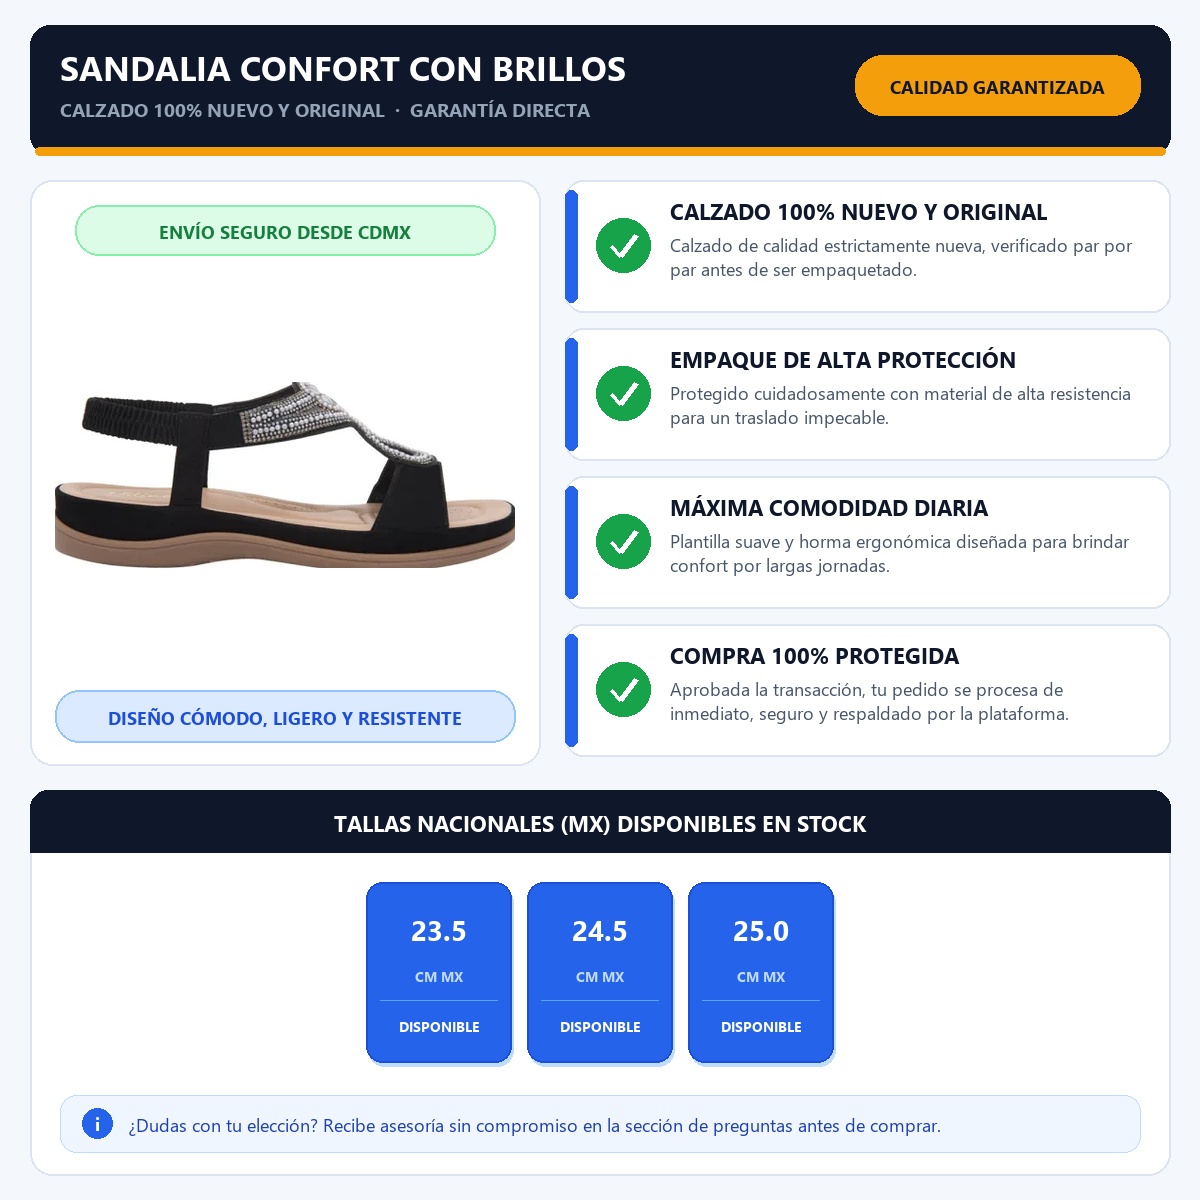 SANDALIA CONFORT CON BRILLOS
CALZADO 100% NUEVO Y ORIGINAL · GARANTÍA DIRECTA
CALIDAD GARANTIZADA
ENVÍO SEGURO DESDE CDMX
DISEÑO CÓMODO, LIGERO Y RESISTENTE
CALZADO 100% NUEVO Y ORIGINAL
Calzado de calidad estrictamente nueva, verificado par por
par antes de ser empaquetado.
EMPAQUE DE ALTA PROTECCIÓN
Protegido cuidadosamente con material de alta resistencia
para un traslado impecable.
MÁXIMA COMODIDAD DIARIA
Plantilla suave y horma ergonómica diseñada para brindar
confort por largas jornadas.
COMPRA 100% PROTEGIDA
Aprobada la transacción, tu pedido se procesa de
inmediato, seguro y respaldado por la plataforma.
TALLAS NACIONALES (MX) DISPONIBLES EN STOCK
23.5
CM MX
DISPONIBLE
24.5
CM MX
DISPONIBLE
25.0
CM MX
DISPONIBLE
¿Dudas con tu elección? Recibe asesoría sin compromiso en la sección de preguntas antes de comprar.